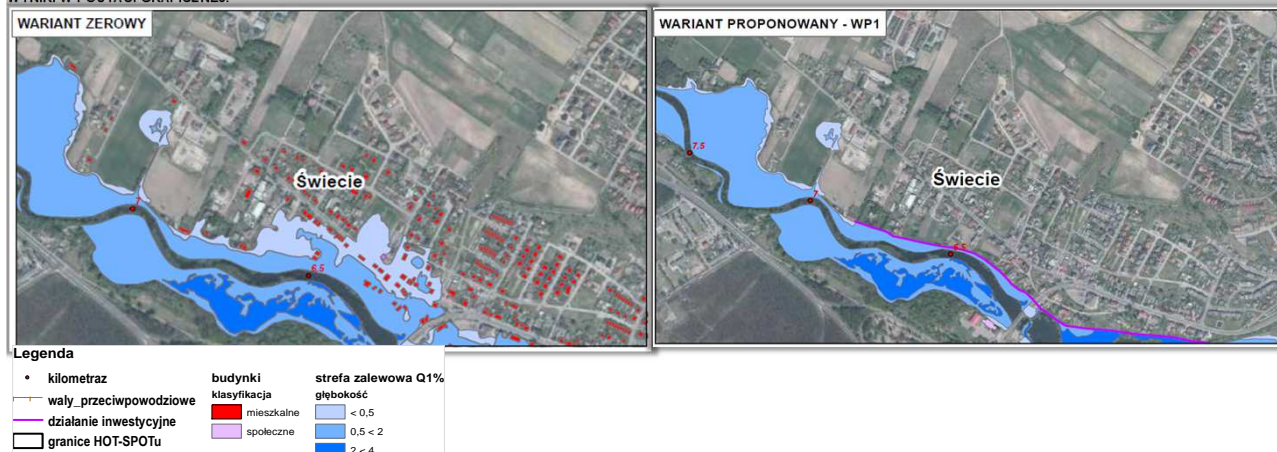 WARIANT ZEROWY
WARIANT PROPONOWANY - WP1
Świecie
7
6.5
7.5
7
Świecie
6.5
Legenda
kilometraz
waly_przeciwpowodziowe
działanie inwestycyjne
granice HOT-SPOTu
budynki
klasyfikacja
mieszkalne
społeczne
strefa zalewowa Q1%
głębokość
< 0,5
0,5 < 2
2 < 4